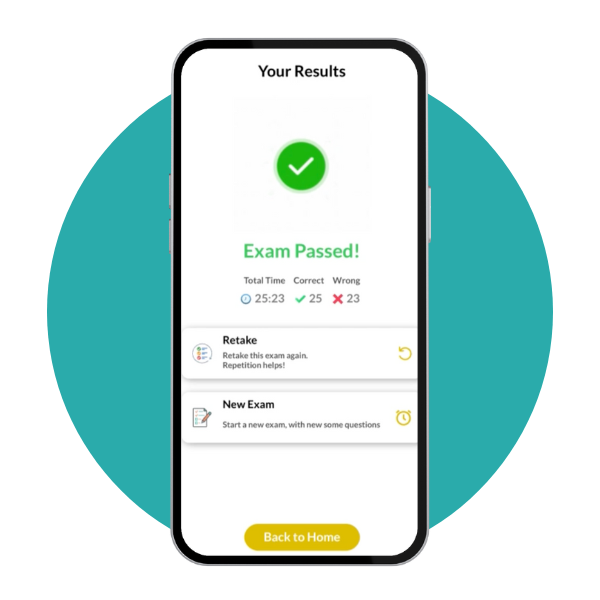 Your Results
Exam Passed!
Total Time Correct Wrong
25:23 25 23
Retake
Retake this exam again.
Repetition helps!
New Exam
Start a new exam, with new some questions
Back to Home